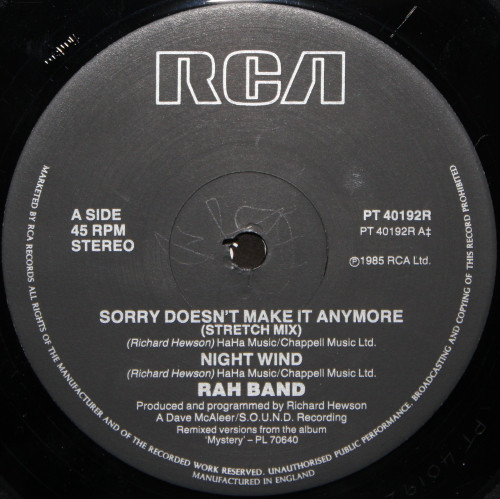 RCA
A SIDE
45 RPM
STEREO
PT 40192R
PT 40192R A‡
Ⓟ1985 RCA Ltd.
SORRY DOESN'T MAKE IT ANYMORE
(STRETCH MIX)
(Richard Hewson) HaHa Music/Chappell Music Ltd.
NIGHT WIND
(Richard Hewson) HaHa Music/Chappell Music Ltd.
RAH BAND
Produced and programmed by Richard Hewson
A Dave McAleer/S.O.U.N.D. Recording
Remixed versions from the album
'Mystery' – PL 70640
MARKETED BY RCA RECORDS ALL RIGHTS OF THE MANUFACTURER AND OF THE RECORDED WORK RESERVED. UNAUTHORISED PUBLIC PERFORMANCE, BROADCASTING AND COPYING OF THIS RECORD PROHIBITED
MANUFACTURED
IN ENGLAND